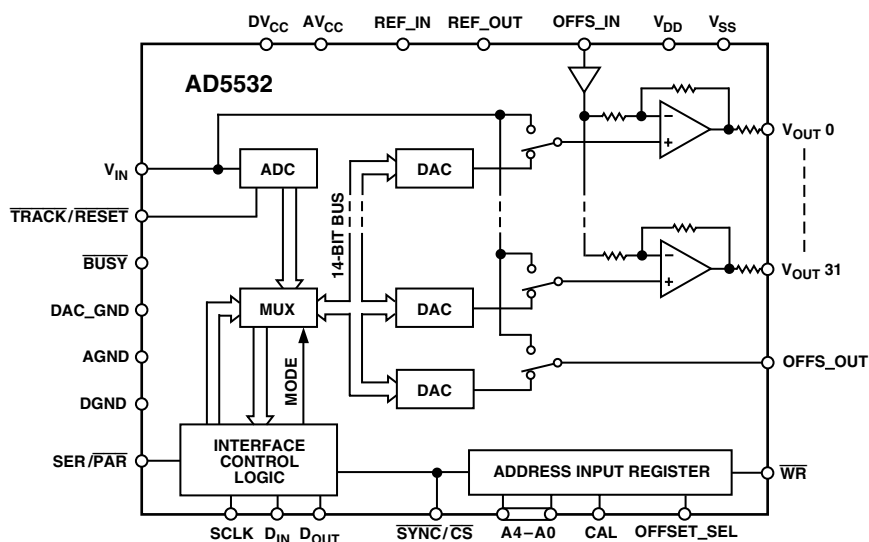 DVCC AVCC REF_IN REF_OUT OFFS_IN VDD VSS
AD5532
VOUT 0
VIN
ADC
DAC
TRACK/RESET
14-BIT BUS
BUSY
VOUT 31
DAC_GND
MUX
DAC
AGND
MODE
OFFS_OUT
DAC
DGND
SER/PAR
INTERFACE
CONTROL
LOGIC
ADDRESS INPUT REGISTER
WR
SCLK DIN DOUT SYNC/CS A4–A0 CAL OFFSET_SEL